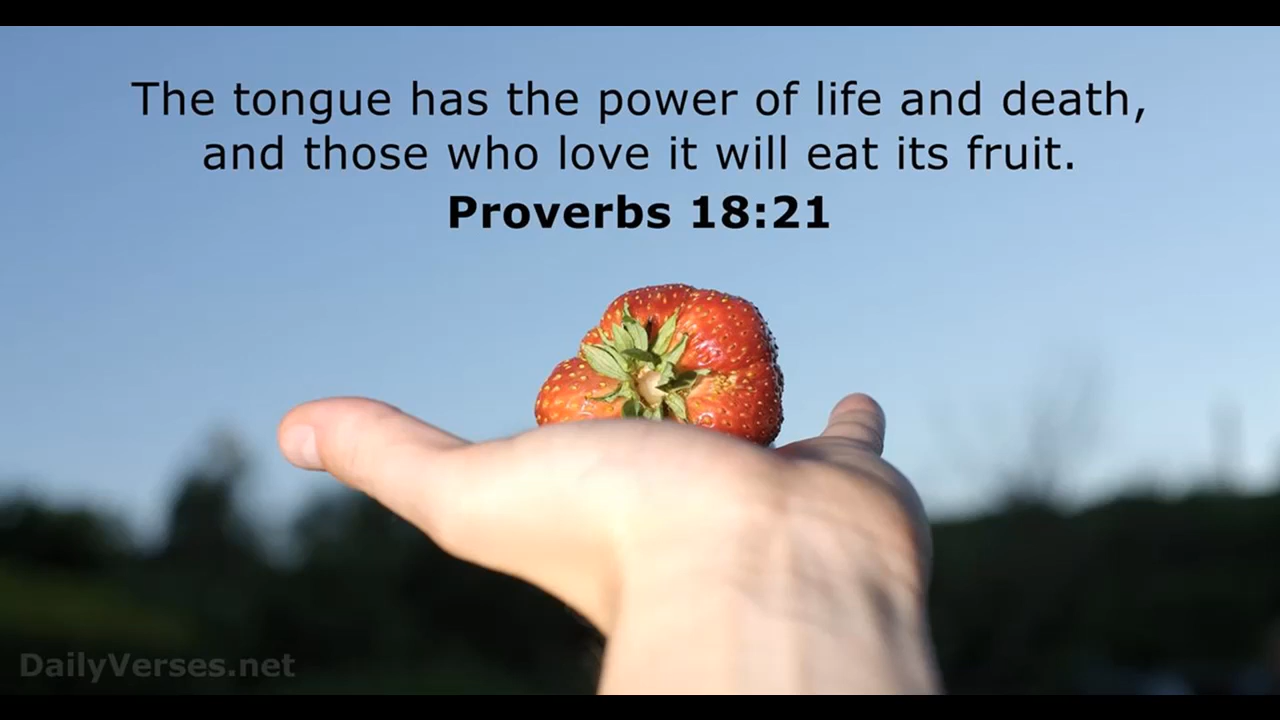 The tongue has the power of life and death,
and those who love it will eat its fruit.
Proverbs 18:21
DailyVerses.net